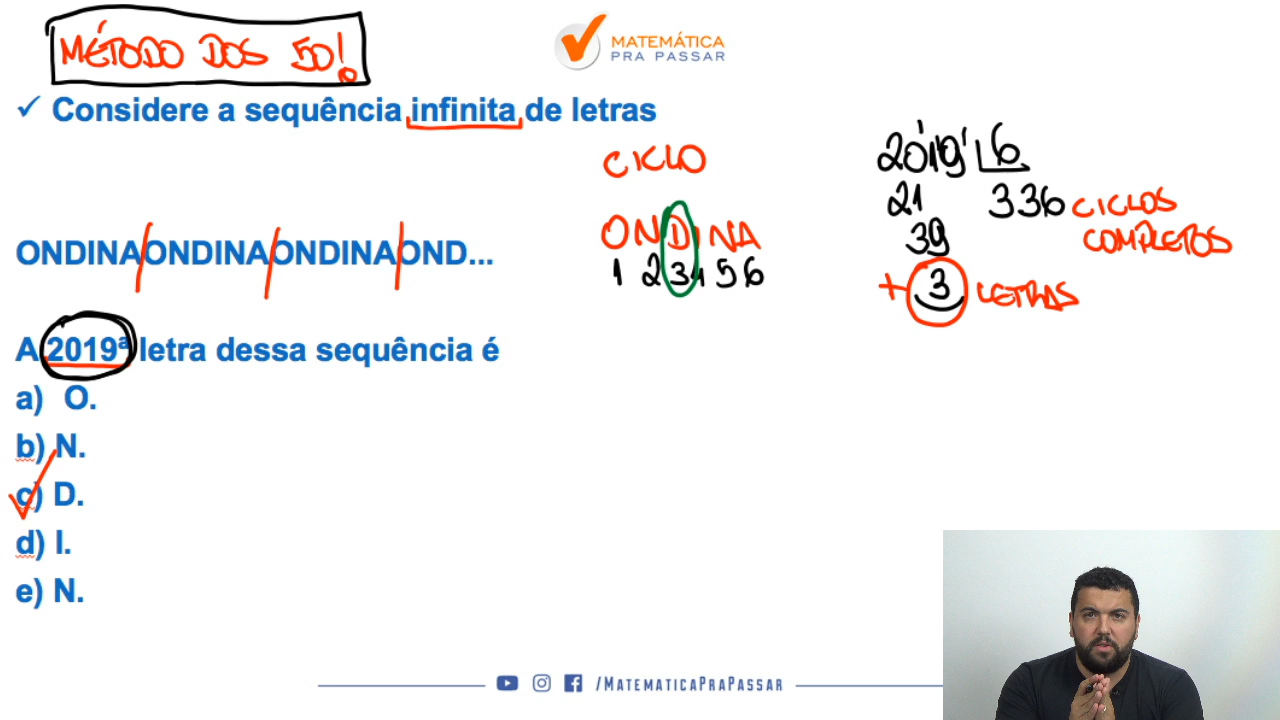 MÉTODO DOS 50!
MATEMÁTICA
PRA PASSAR
✓ Considere a sequência infinita de letras
CICLO
2019 6
21 336 CICLOS
COMPLETOS
39
+ 3 LETRAS
ONDINA
1 2 3 4 5 6
ONDINAONDINAONDINAOND...
A 2019ª letra dessa sequência é
a) O.
b) N.
c) D.
d) I.
e) N.
/MATEMATICAPRAPASSAR